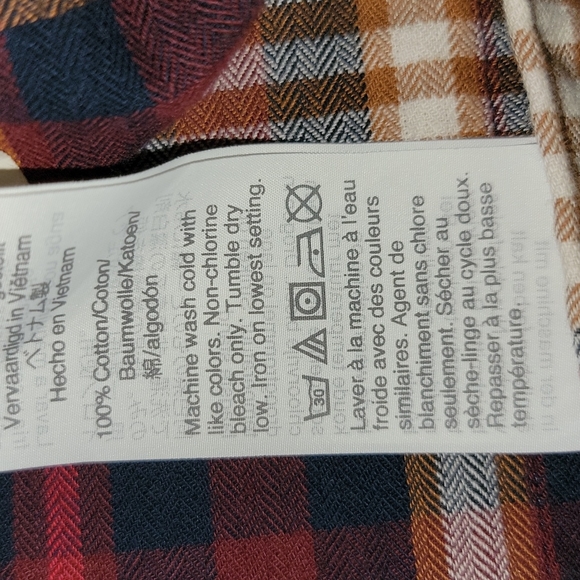 Vervaardigd in Viëtnam
ベトナム製
Hecho en Vietnam
100% Cotton/Coton/
Baumwolle/Katoen/
綿/algodón
Machine wash cold with
like colors. Non-chlorine
bleach only. Tumble dry
low. Iron on lowest setting.
30
Laver à la machine à l'eau
froide avec des couleurs
similaires. Agent de
blanchiment sans chlore
seulement. Sécher au
sèche-linge au cycle doux.
Repasser à la plus basse
température.